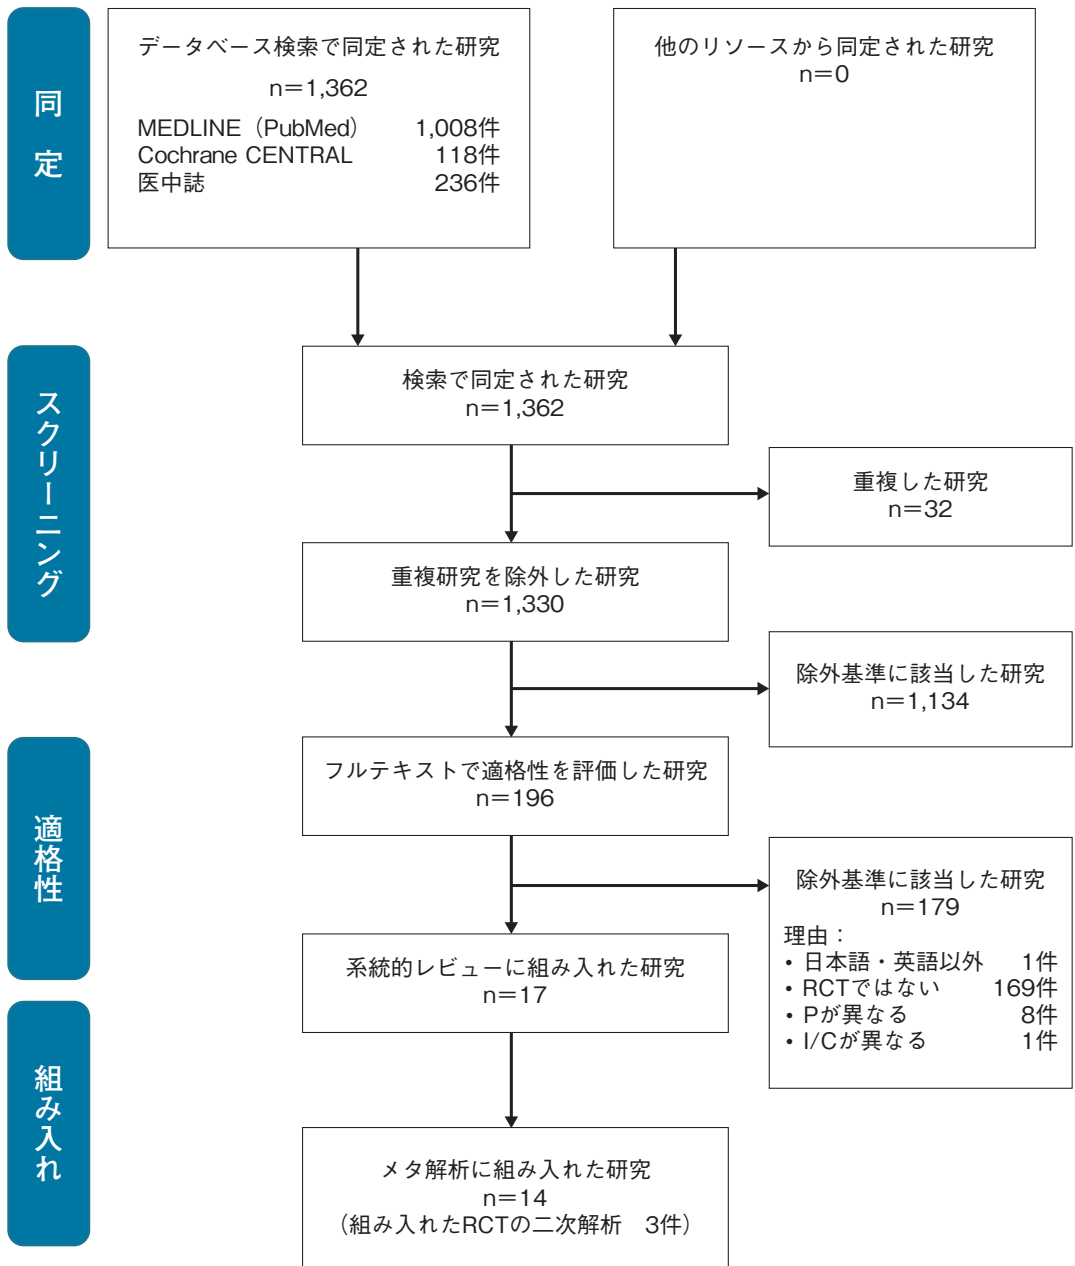 同定
データベース検索で同定された研究
n＝1,362
MEDLINE（PubMed） 1,008件
Cochrane CENTRAL 118件
医中誌 236件
他のリソースから同定された研究
n＝0
スクリーニング
検索で同定された研究
n＝1,362
重複した研究
n＝32
重複研究を除外した研究
n＝1,330
除外基準に該当した研究
n＝1,134
適格性
フルテキストで適格性を評価した研究
n＝196
除外基準に該当した研究
n＝179
理由：
・日本語・英語以外 1件
・RCTではない 169件
・Pが異なる 8件
・I/Cが異なる 1件
系統的レビューに組み入れた研究
n＝17
組み入れ
メタ解析に組み入れた研究
n＝14
（組み入れたRCTの二次解析 3件）